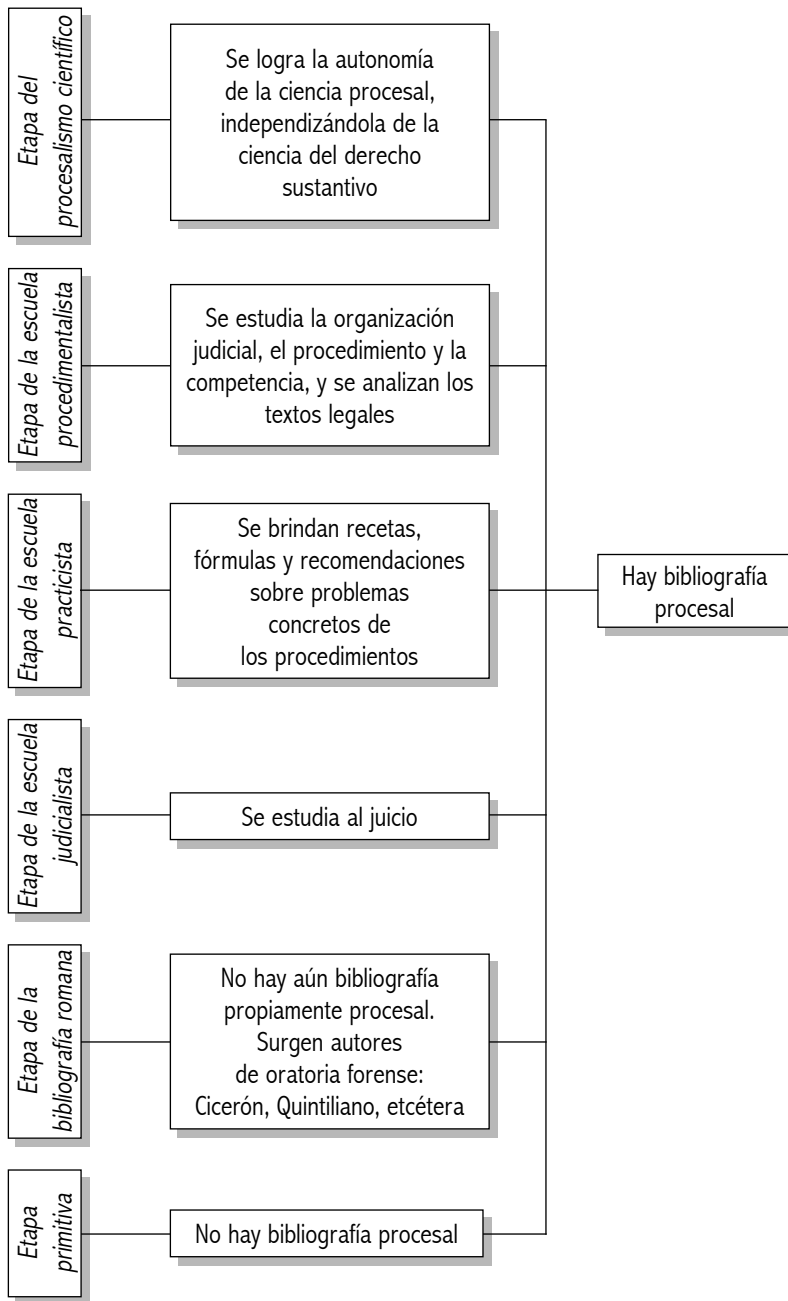 Etapa del
procesalismo científico
Se logra la autonomía
de la ciencia procesal,
independizándola de la
ciencia del derecho
sustantivo
Etapa de la escuela
procedimentalista
Se estudia la organización
judicial, el procedimiento y la
competencia, y se analizan los
textos legales
Etapa de la escuela
practicista
Se brindan recetas,
fórmulas y recomendaciones
sobre problemas
concretos de
los procedimientos
Hay bibliografía
procesal
Etapa de la escuela
judicialista
Se estudia al juicio
Etapa de la
bibliografía romana
No hay aún bibliografía
propiamente procesal.
Surgen autores
de oratoria forense:
Cicerón, Quintiliano, etcétera
Etapa
primitiva
No hay bibliografía procesal